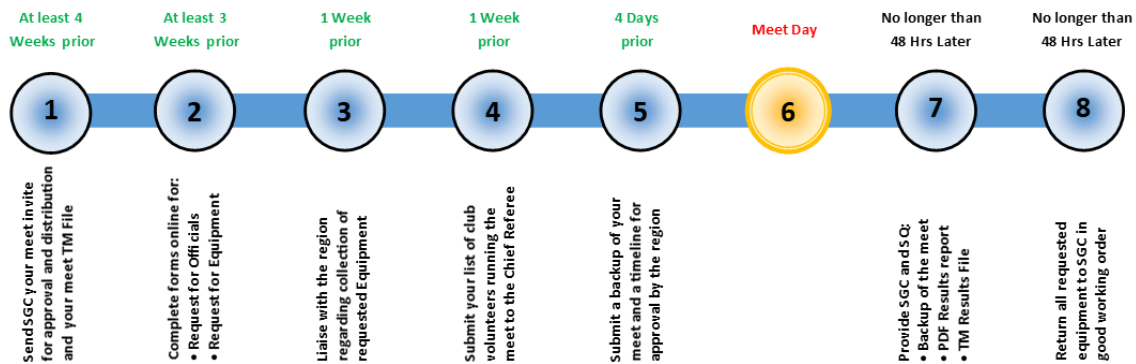 At least 4
Weeks prior
At least 3
Weeks prior
1 Week
prior
1 Week
prior
4 Days
prior
Meet Day
No longer than
48 Hrs Later
No longer than
48 Hrs Later
1
2
3
4
5
6
7
8
Send SGC your meet invite
for approval and distribution
and your meet TM File
Complete forms online for:
• Request for Officials
• Request for Equipment
Liaise with the region
regarding collection of
requested Equipment
Submit your list of club
volunteers running the
meet to the Chief Referee
Submit a backup of your
meet and a timeline for
approval by the region
Provide SGC and SQ:
• Backup of the meet
• PDF Results report
• TM Results File
Return all requested
equipment to SGC in
good working order